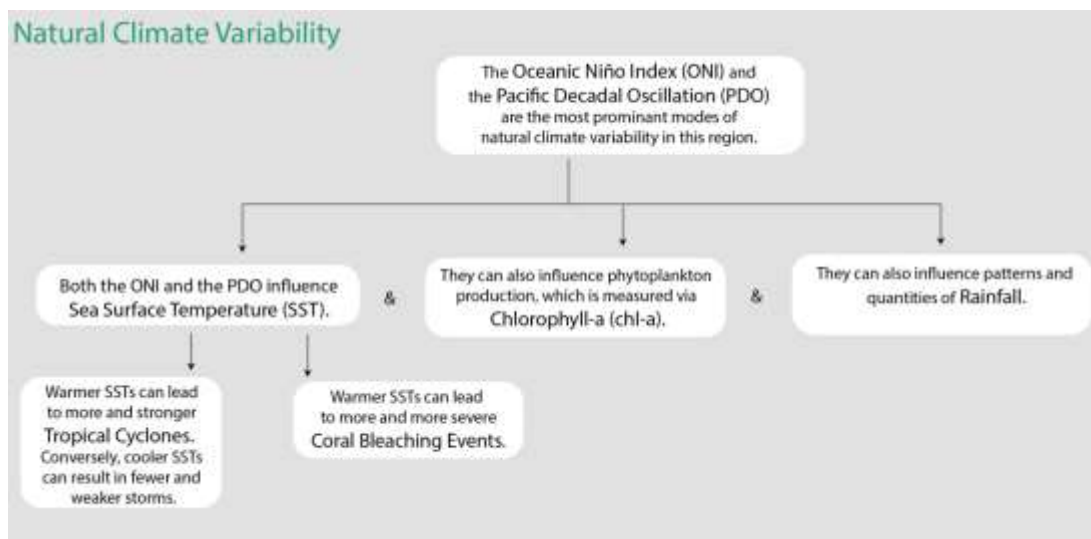 Natural Climate Variability
The Oceanic Niño Index (ONI) and
the Pacific Decadal Oscillation (PDO)
are the most prominant modes of
natural climate variability in this region.
Both the ONI and the PDO influence
Sea Surface Temperature (SST).
&
They can also influence phytoplankton
production, which is measured via
Chlorophyll-a (chl-a).
&
They can also influence patterns and
quantities of Rainfall.
Warmer SSTs can lead
to more and stronger
Tropical Cyclones.
Conversely, cooler SSTs
can result in fewer and
weaker storms.
Warmer SSTs can lead
to more and more severe
Coral Bleaching Events.